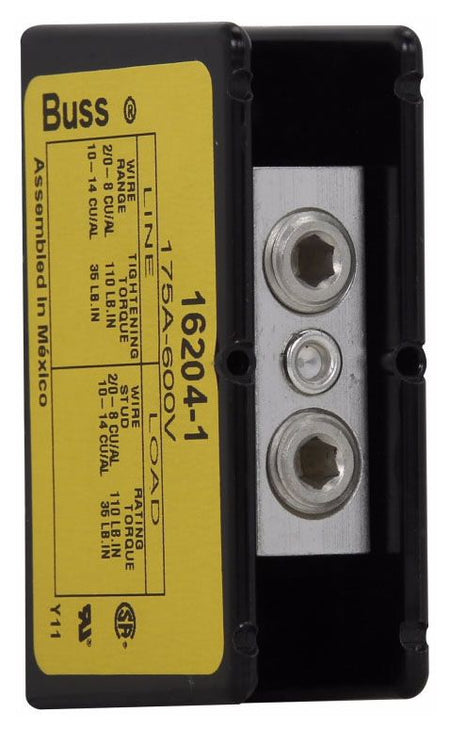 Buss ®
16204-1
175A-600V
LINE LOAD
WIRE RANGE TIGHTENING TORQUE
2/0-8 CU/AL 110 LB.IN
10-14 CU/AL 35 LB.IN
WIRE STUD RATING TORQUE
2/0-8 CU/AL 110 LB.IN
10-14 CU/AL 35 LB.IN
Assembled in México
SA
Y11